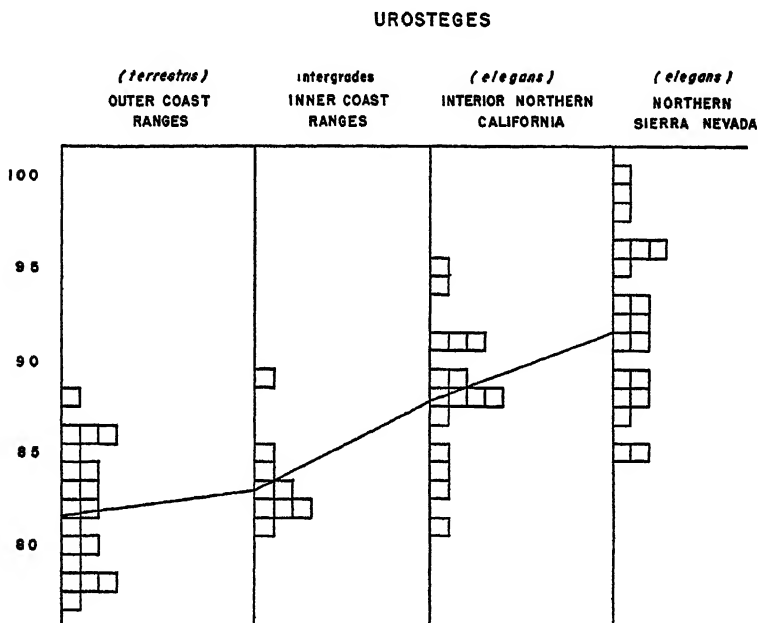 UROSTEGES
(terrestris)
OUTER COAST
RANGES
intergrades
INNER COAST
RANGES
(elegans)
INTERIOR NORTHERN
CALIFORNIA
(elegans)
NORTHERN
SIERRA NEVADA
100
95
90
85
80